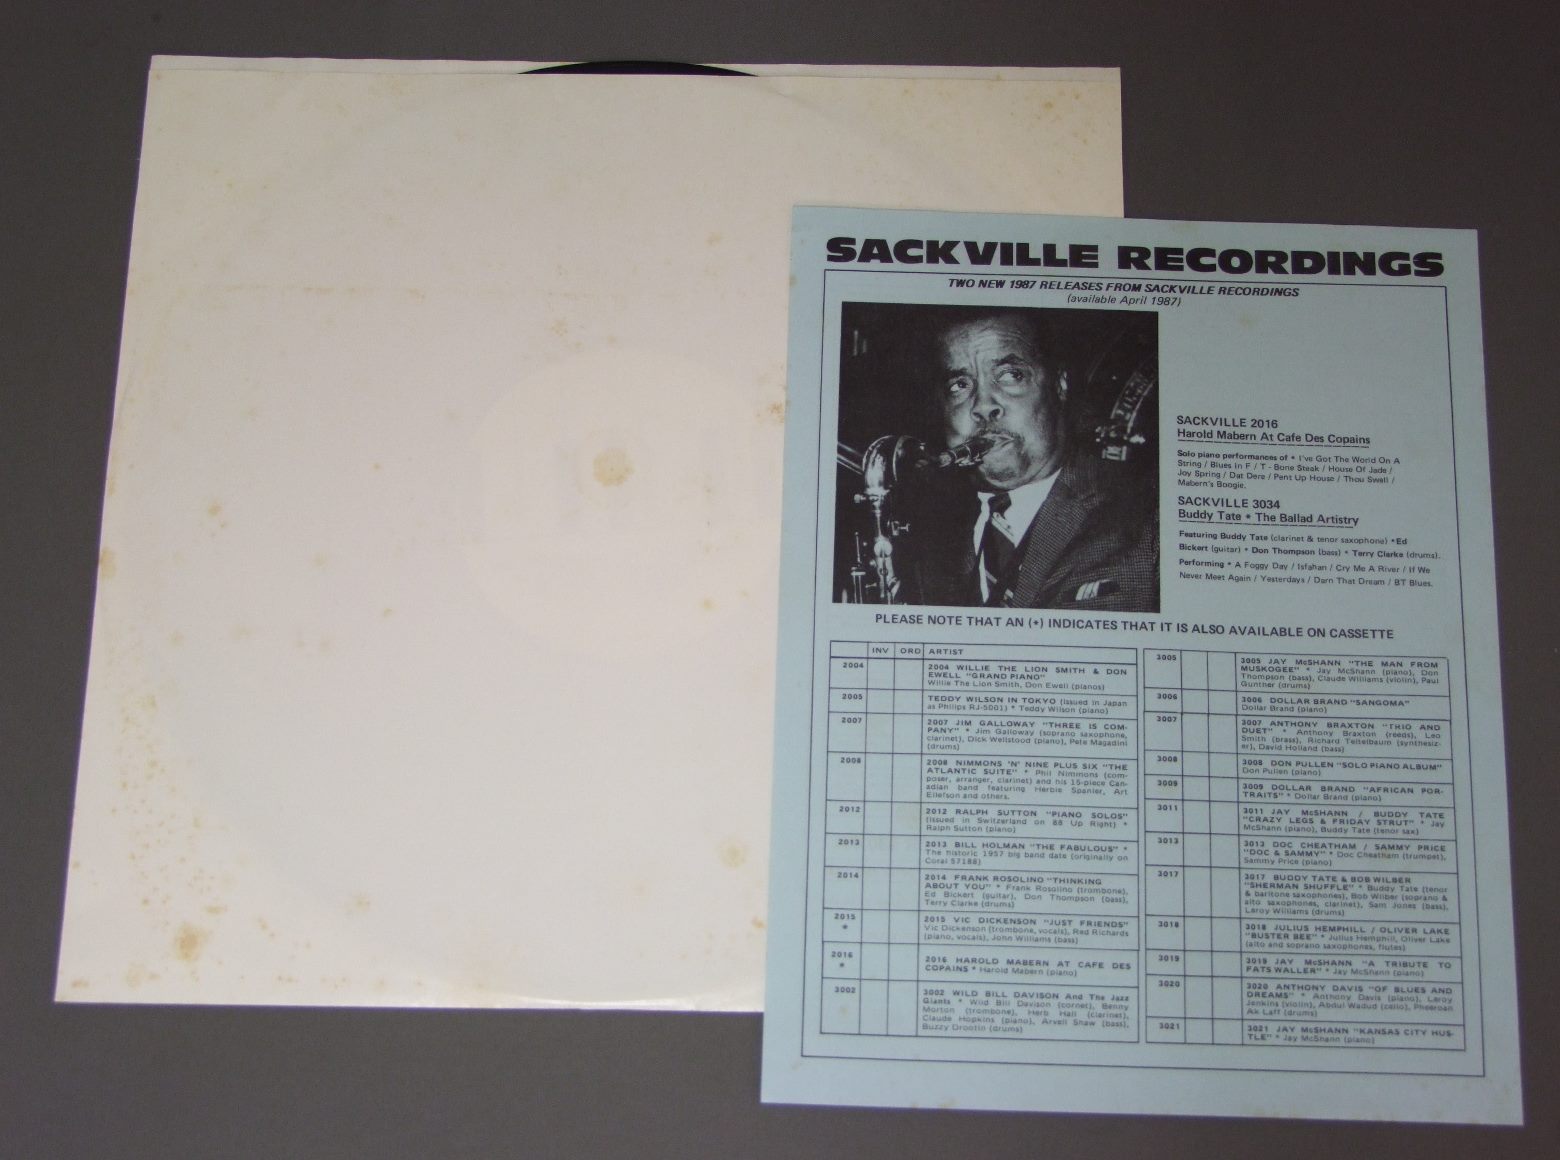 SACKVILLE RECORDINGS
TWO NEW 1987 RELEASES FROM SACKVILLE RECORDINGS
(available April 1987)
SACKVILLE 2016
Harold Mabern At Cafe Des Copains
Solo piano performances of * I've Got The World On A
String / Blues In F / T - Bone Steak / House Of Jade /
Joy Spring / Dat Dere / Pent Up House / Thou Swell /
Mabern's Boogie.
SACKVILLE 3034
Buddy Tate * The Ballad Artistry
Featuring Buddy Tate (clarinet & tenor saxophone) * Ed
Bickert (guitar) * Don Thompson (bass) * Terry Clarke (drums).
Performing * A Foggy Day / Isfahan / Cry Me A River / If We
Never Meet Again / Yesterdays / Darn That Dream / BT Blues.
PLEASE NOTE THAT AN (*) INDICATES THAT IT IS ALSO AVAILABLE ON CASSETTE
INV ORD ARTIST
2004 2004 WILLIE THE LION SMITH & DON
EWELL "GRAND PIANO"
Willie The Lion Smith, Don Ewell (pianos)
2005 TEDDY WILSON IN TOKYO (issued in Japan
as Philips RJ-5001) * Teddy Wilson (piano)
2007 2007 JIM GALLOWAY "THREE IS COM-
PANY" * Jim Galloway (soprano saxophone,
clarinet), Dick Wellstood (piano), Pete Magadini
(drums)
2008 2008 NIMMONS 'N' NINE PLUS SIX "THE
ATLANTIC SUITE" * Phil Nimmons (com-
poser, arranger, clarinet) and his 15-piece Can-
adian band featuring Herbie Spanier, Art
Ellefson and others.
2012 2012 RALPH SUTTON "PIANO SOLOS"
(issued in Switzerland on 88 Up Right) *
Ralph Sutton (piano)
2013 2013 BILL HOLMAN "THE FABULOUS" *
The historic 1957 big band date (originally on
Coral 57188)
2014 2014 FRANK ROSOLINO "THINKING
ABOUT YOU" * Frank Rosolino (trombone),
Ed Bickert (guitar), Don Thompson (bass),
Terry Clarke (drums)
2015 * 2015 VIC DICKENSON "JUST FRIENDS"
Vic Dickenson (trombone, vocals), Red Richards
(piano, vocals), John Williams (bass)
2016 * 2016 HAROLD MABERN AT CAFE DES
COPAINS * Harold Mabern (piano)
3002 3002 WILD BILL DAVISON And The Jazz
Giants * Wild Bill Davison (cornet), Benny
Morton (trombone), Herb Hall (clarinet),
Claude Hopkins (piano), Arvell Shaw (bass),
Buzzy Drootin (drums)
3005 3005 JAY McSHANN "THE MAN FROM
MUSKOGEE" * Jay McShann (piano), Don
Thompson (bass), Claude Williams (violin), Paul
Gunther (drums)
3006 3006 DOLLAR BRAND "SANGOMA"
Dollar Brand (piano)
3007 3007 ANTHONY BRAXTON "TRIO AND
DUET" * Anthony Braxton (reeds), Leo
Smith (brass), Richard Teitelbaum (synthesiz-
er), David Holland (bass)
3008 3008 DON PULLEN "SOLO PIANO ALBUM"
Don Pullen (piano)
3009 3009 DOLLAR BRAND "AFRICAN POR-
TRAITS" * Dollar Brand (piano)
3011 3011 JAY McSHANN / BUDDY TATE
"CRAZY LEGS & FRIDAY STRUT" * Jay
McShann (piano), Buddy Tate (tenor sax)
3013 3013 DOC CHEATHAM / SAMMY PRICE
"DOC & SAMMY" * Doc Cheatham (trumpet),
Sammy Price (piano)
3017 3017 BUDDY TATE & BOB WILBER
"SHERMAN SHUFFLE" * Buddy Tate (tenor
& baritone saxophones), Bob Wilber (soprano &
alto saxophones, clarinet), Sam Jones (bass),
Leroy Williams (drums)
3018 3018 JULIUS HEMPHILL / OLIVER LAKE
"BUSTER BEE" * Julius Hemphill, Oliver Lake
(alto and soprano saxophones, flutes)
3019 3019 JAY McSHANN "A TRIBUTE TO
FATS WALLER" * Jay McShann (piano)
3020 3020 ANTHONY DAVIS "OF BLUES AND
DREAMS" * Anthony Davis (piano), Leroy
Jenkins (violin), Abdul Wadud (cello), Pheeroan
Ak Laff (drums)
3021 3021 JAY McSHANN "KANSAS CITY HUS-
TLE" * Jay McShann (piano)